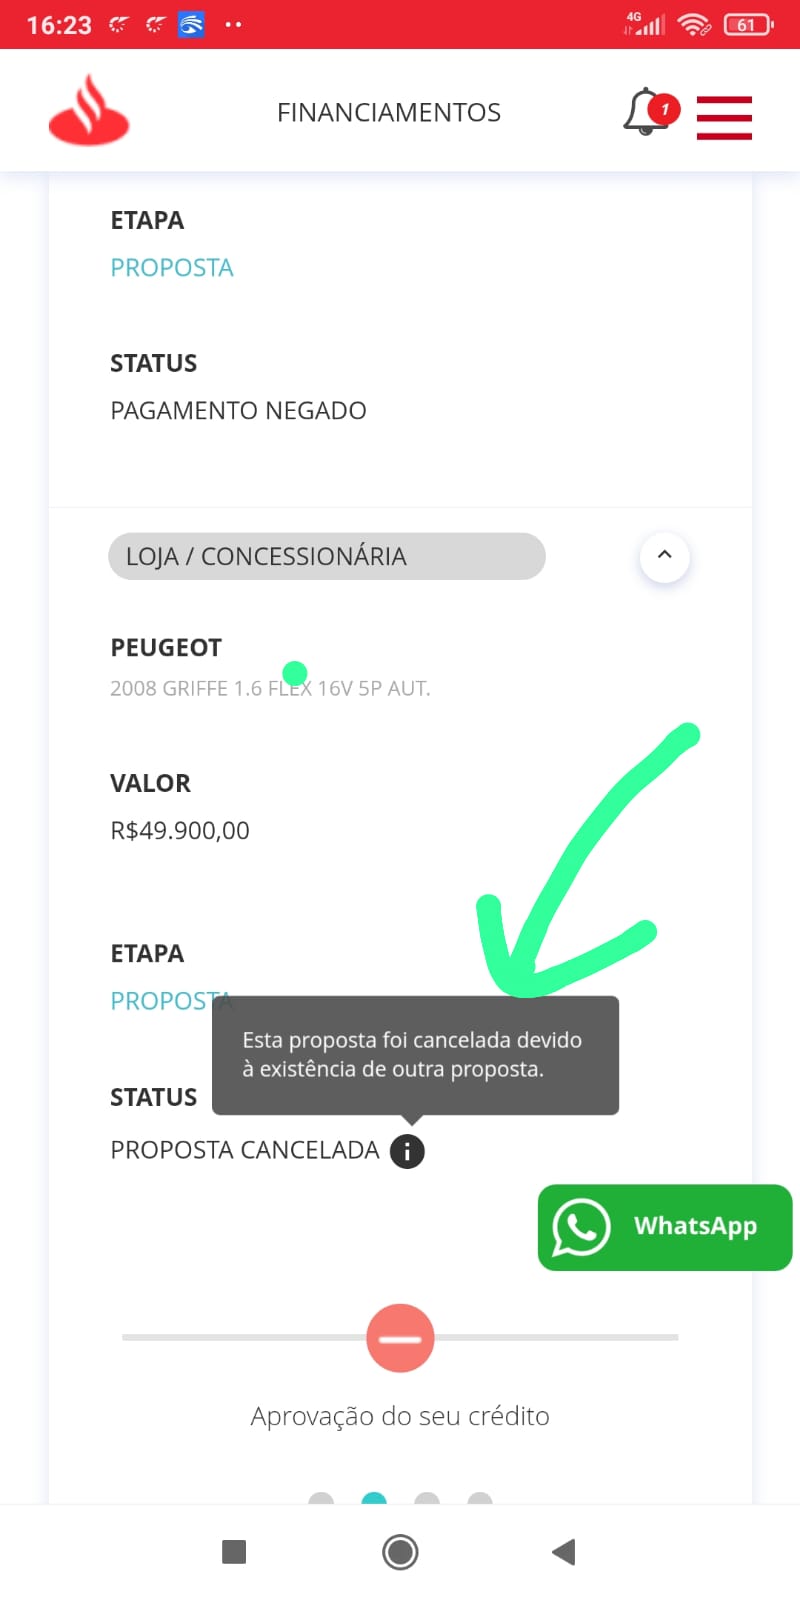 16:23
4G
61
FINANCIAMENTOS
1
ETAPA
PROPOSTA
STATUS
PAGAMENTO NEGADO
LOJA / CONCESSIONÁRIA
PEUGEOT
2008 GRIFFE 1.6 FLEX 16V 5P AUT.
VALOR
R$49.900,00
ETAPA
PROPOSTA
Esta proposta foi cancelada devido
à existência de outra proposta.
STATUS
PROPOSTA CANCELADA i
WhatsApp
Aprovação do seu crédito